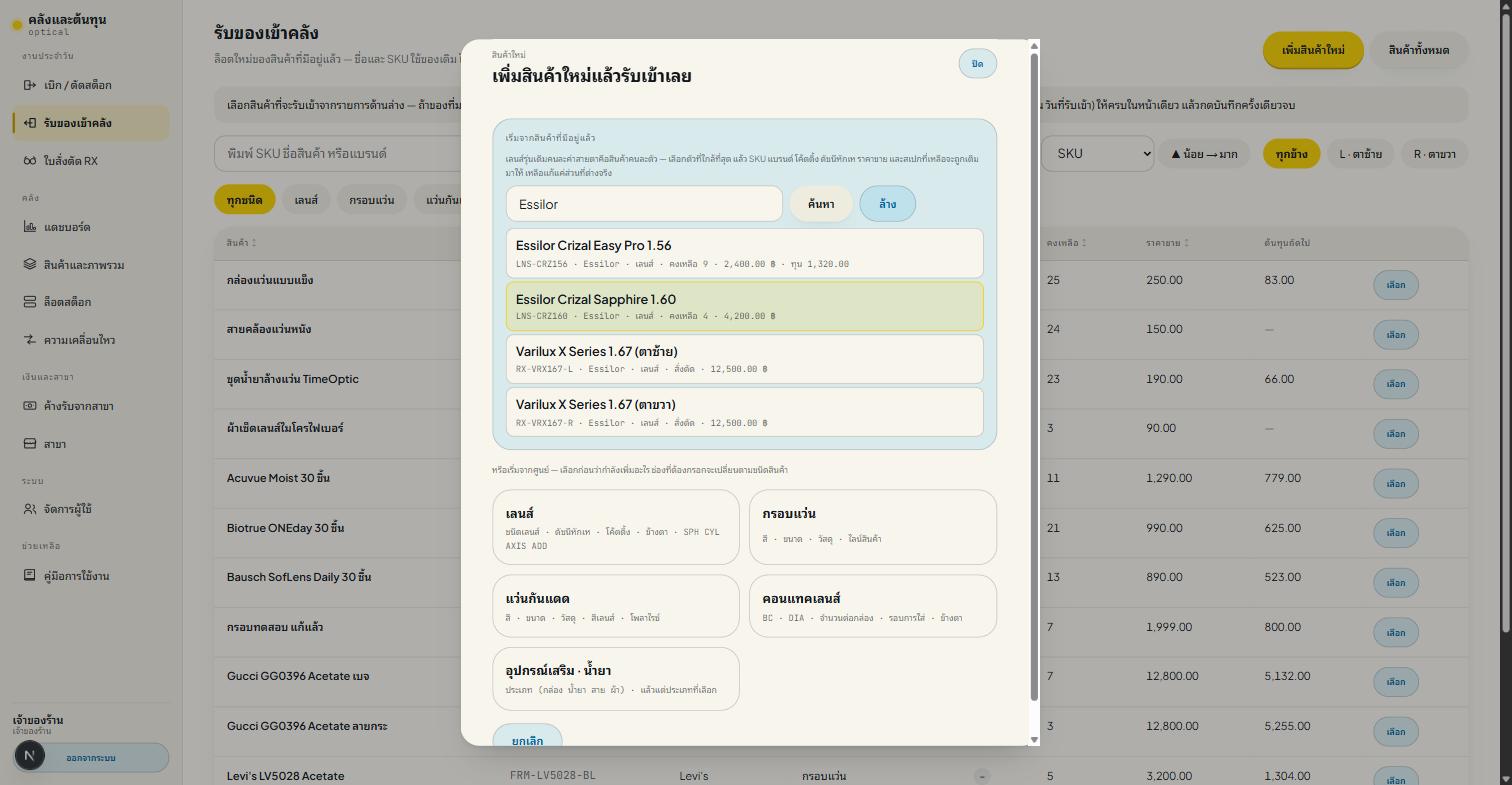 คลังและต้นทุน
optical
งานประจำวัน
เบิก / ตัดสต็อก
รับของเข้าคลัง
ใบสั่งตัด RX
คลัง
แดชบอร์ด
สินค้าและภาพรวม
ล็อตสต็อก
ความเคลื่อนไหว
เงินและสาขา
ค้างรับจากสาขา
สาขา
ระบบ
จัดการผู้ใช้
ช่วยเหลือ
คู่มือการใช้งาน
เจ้าของร้าน
เจ้าของร้าน
N
ออกจากระบบ
รับของเข้าคลัง
ล็อตใหม่ของสินค้าที่มีอยู่แล้ว — ชื่อและ SKU ใช้ของเดิม
เพิ่มสินค้าใหม่
สินค้าทั้งหมด
เลือกสินค้าที่จะรับเข้าจากรายการด้านล่าง — ถ้าของที่มา
วันที่รับเข้า) ให้ครบในหน้าเดียว แล้วกดบันทึกครั้งเดียวจบ
พิมพ์ SKU ชื่อสินค้า หรือแบรนด์
SKU
▲ น้อย → มาก
ทุกข้าง
L · ตาซ้าย
R · ตาขวา
ทุกชนิด
เลนส์
กรอบแว่น
สินค้า
คงเหลือ
ราคาขาย
ต้นทุนถัดไป
กล่องแว่นแบบแข็ง 25 250.00 83.00 เลือก
สายคล้องแว่นหนัง 24 150.00 — เลือก
ชุดน้ำยาล้างแว่น TimeOptic 23 190.00 66.00 เลือก
ผ้าเช็ดเลนส์ไมโครไฟเบอร์ 3 90.00 — เลือก
Acuvue Moist 30 ชิ้น 11 1,290.00 779.00 เลือก
Biotrue ONEday 30 ชิ้น 21 990.00 625.00 เลือก
Bausch SofLens Daily 30 ชิ้น 13 890.00 523.00 เลือก
กรอบทดสอบ แก้แล้ว 7 1,999.00 800.00 เลือก
Gucci GG0396 Acetate เบจ 7 12,800.00 5,132.00 เลือก
Gucci GG0396 Acetate ลายกระ 3 12,800.00 5,255.00 เลือก
Levi's LV5028 Acetate FRM-LV5028-BL Levi's กรอบแว่น – 5 3,200.00 1,304.00 เลือก
สินค้าใหม่
เพิ่มสินค้าใหม่แล้วรับเข้าเลย
ปิด
เริ่มจากสินค้าที่มีอยู่แล้ว
เลนส์รุ่นเดิมคนละค่าสายตาคือสินค้าคนละตัว — เลือกตัวที่ใกล้ที่สุด แล้ว SKU แบรนด์ โค้ตติ้ง ดัชนีหักเห ราคาขาย และสเปกที่เหลือจะถูกเติม
มาให้ เหลือแก้แค่ส่วนที่ต่างจริง
Essilor
ค้นหา
ล้าง
Essilor Crizal Easy Pro 1.56
LNS-CRZ156 · Essilor · เลนส์ · คงเหลือ 9 · 2,400.00 ฿ · ทุน 1,320.00
Essilor Crizal Sapphire 1.60
LNS-CRZ160 · Essilor · เลนส์ · คงเหลือ 4 · 4,200.00 ฿
Varilux X Series 1.67 (ตาซ้าย)
RX-VRX167-L · Essilor · เลนส์ · สั่งตัด · 12,500.00 ฿
Varilux X Series 1.67 (ตาขวา)
RX-VRX167-R · Essilor · เลนส์ · สั่งตัด · 12,500.00 ฿
หรือเริ่มจากศูนย์ — เลือกก่อนว่ากำลังเพิ่มอะไร ช่องที่ต้องกรอกจะเปลี่ยนตามชนิดสินค้า
เลนส์
ชนิดเลนส์ · ดัชนีหักเห · โค้ตติ้ง · ข้างตา · SPH CYL
AXIS ADD
กรอบแว่น
สี · ขนาด · วัสดุ · ไลน์สินค้า
แว่นกันแดด
สี · ขนาด · วัสดุ · สีเลนส์ · โพลาไรซ์
คอนแทคเลนส์
BC · DIA · จำนวนต่อกล่อง · รอบการใส่ · ข้างตา
อุปกรณ์เสริม · น้ำยา
ประเภท (กล่อง น้ำยา สาย ผ้า) · แล้วแต่ประเภทที่เลือก
ยกเลิก